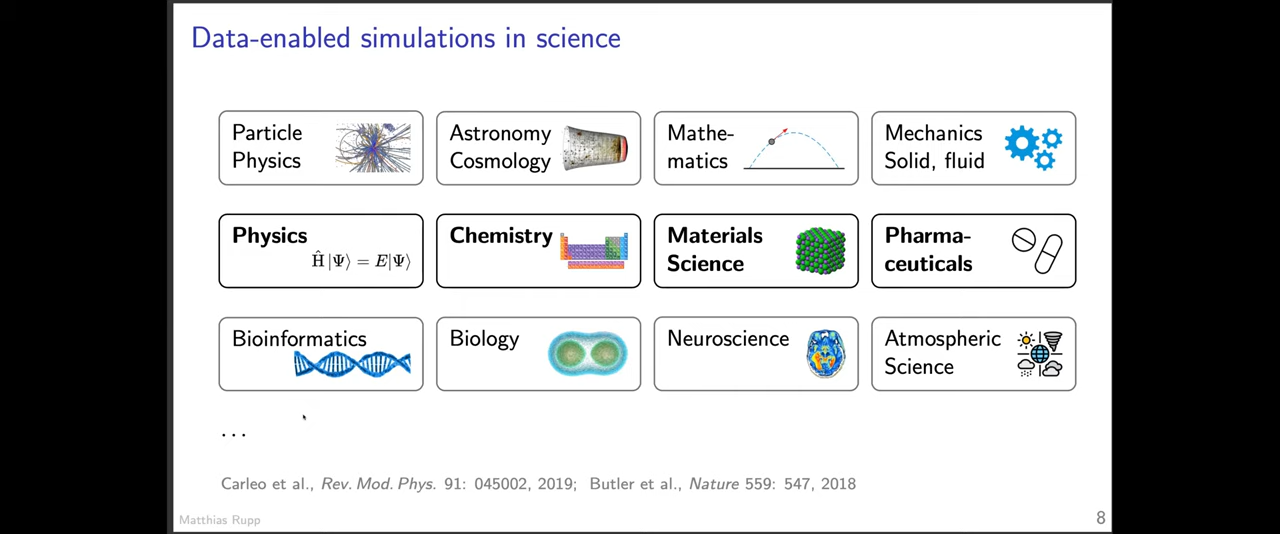 Data-enabled simulations in science
Particle
Physics
Astronomy
Cosmology
Mathe-
matics
Mechanics
Solid, fluid
Physics
Ĥ|Ψ⟩ = E|Ψ⟩
Chemistry
Materials
Science
Pharma-
ceuticals
Bioinformatics
Biology
Neuroscience
Atmospheric
Science
...
Carleo et al., Rev. Mod. Phys. 91: 045002, 2019; Butler et al., Nature 559: 547, 2018
Matthias Rupp
8